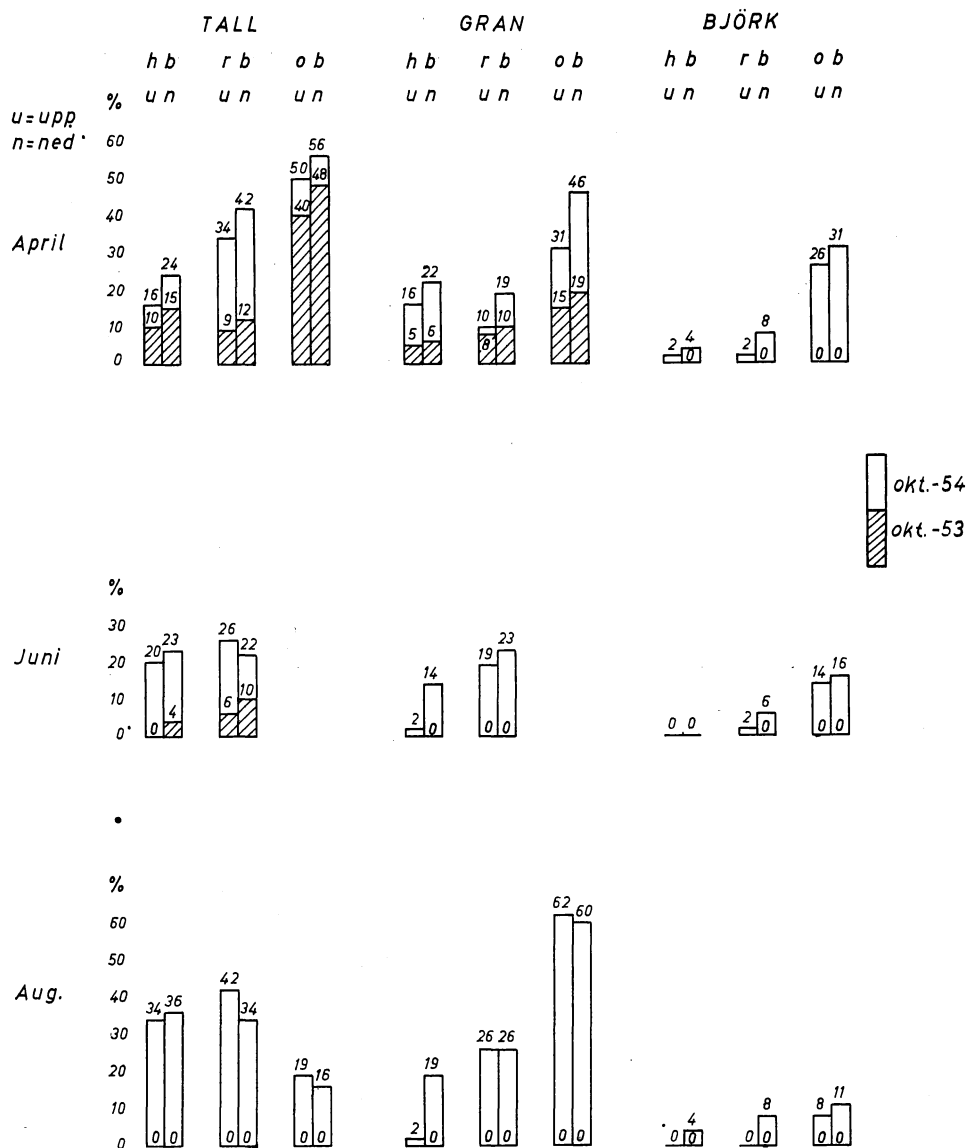 TALL GRAN BJÖRK
h b r b o b h b r b o b h b r b o b
u n u n u n u n u n u n u n u n u n
%
u=upp
n=ned
60 56
50 50 48 46
40 42 40
April 34 31 26 31
30
24 22
20 16 15 16 19 15 19
10 10 9 12 5 6 10 8 10 2 4 2 8
0 0 0 0 0
okt.-54
okt.-53
%
30
Juni 20 23 26 22 14 19 23 14 16
20
10 0 4 6 10 2 0 0 0 0 0 2 6
0 0 0 0
%
60 62 60
50
Aug. 42
40 34 36 34
30 26 26
20 19 16 19
10 2 4 8 8 11
0 0 0 0 0 0 0 0 0 0 0 0 0 0 0 0 0 0 0